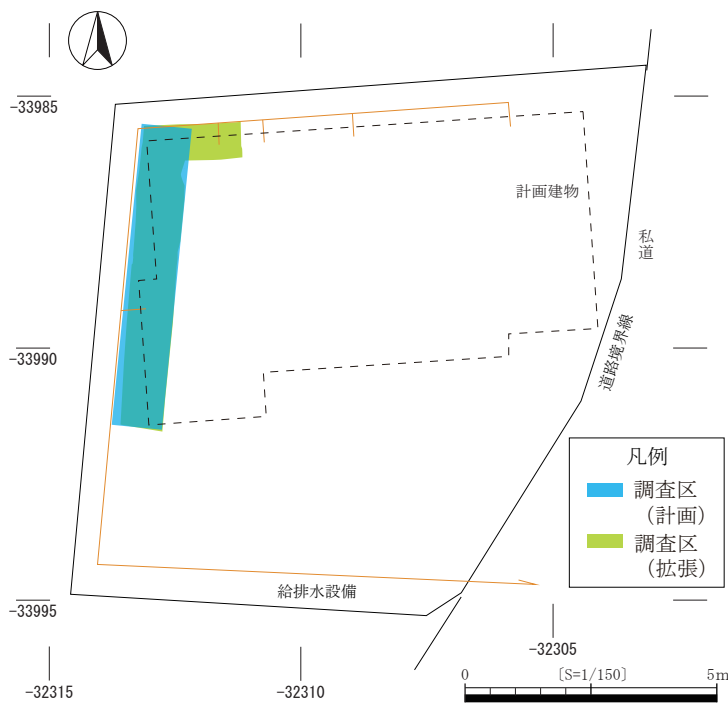 -33985
計画建物
私道
-33990
道路境界線
凡例
調査区
（計画）
調査区
（拡張）
給排水設備
-33995
-32305
-32315
-32310
0
［S=1/150］
5m